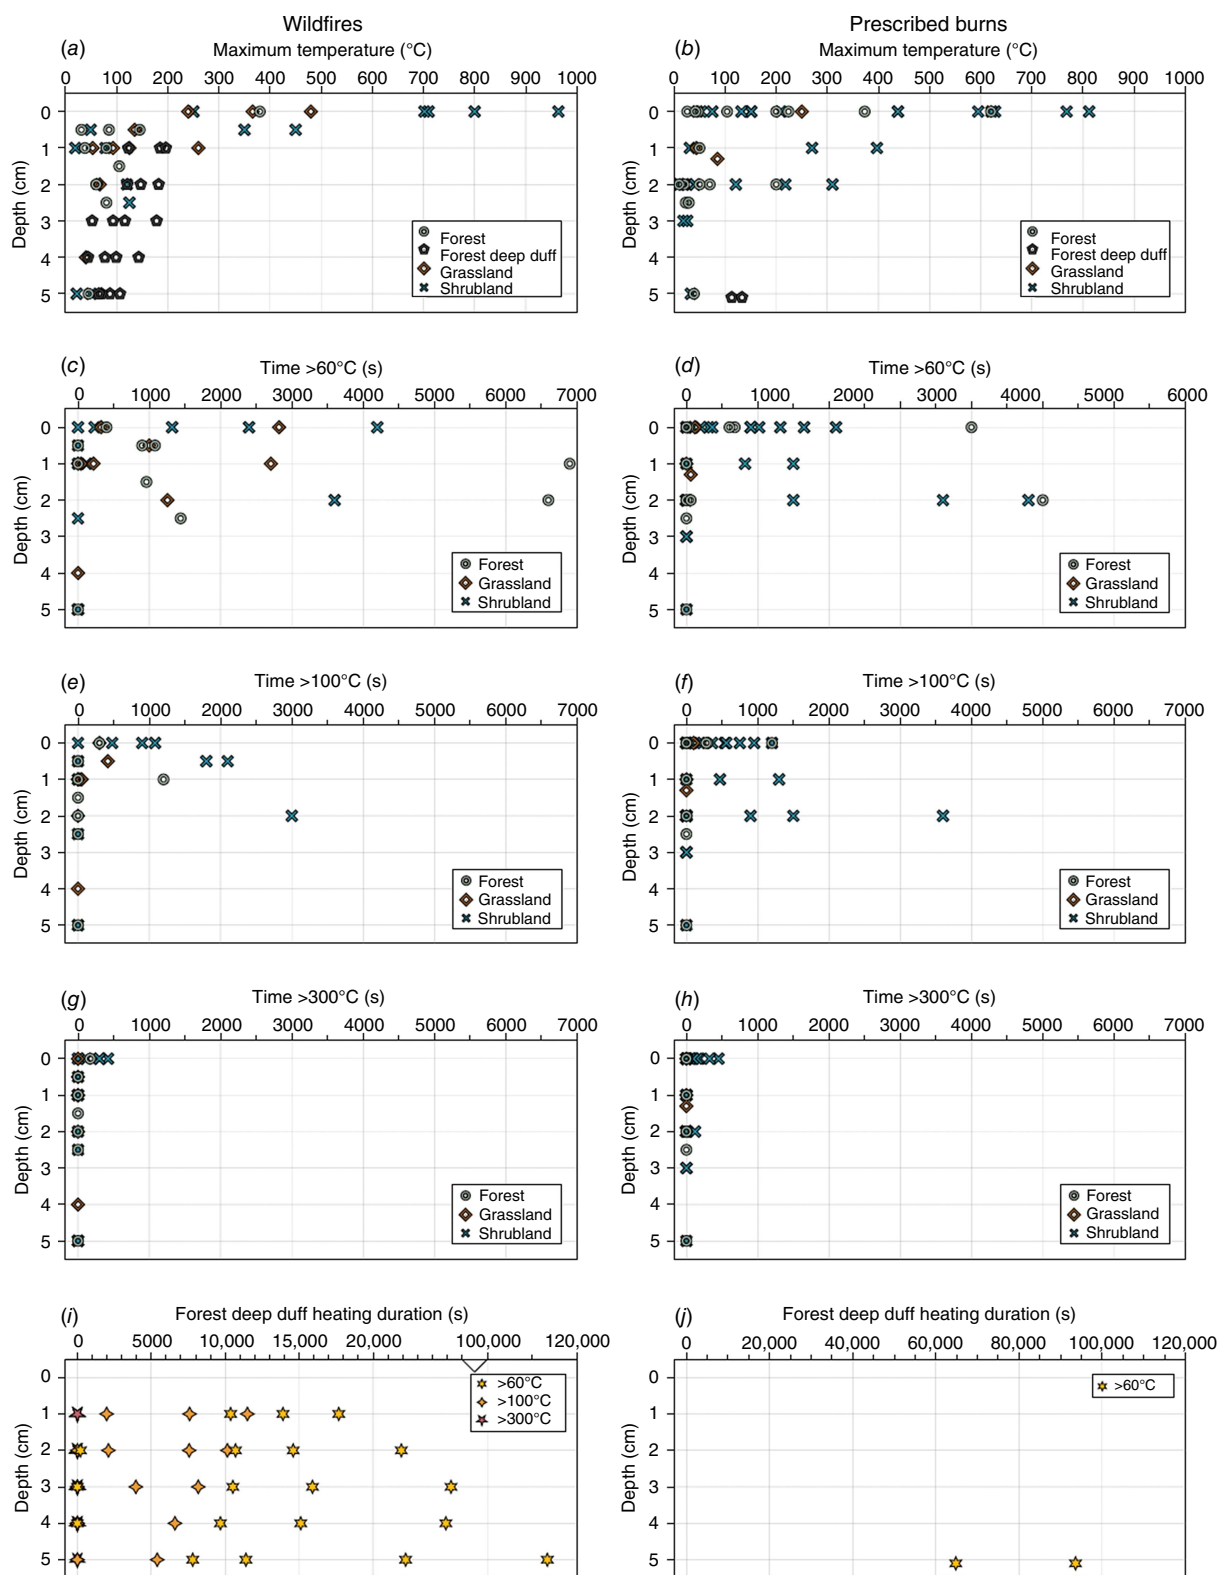 Wildfires
Prescribed burns
(a)
Maximum temperature (°C)
0 100 200 300 400 500 600 700 800 900 1000
Depth (cm)
0
1
2
3
4
5
Forest
Forest deep duff
Grassland
Shrubland
(b)
Maximum temperature (°C)
0 100 200 300 400 500 600 700 800 900 1000
Depth (cm)
0
1
2
3
4
5
Forest
Forest deep duff
Grassland
Shrubland
(c)
Time >60°C (s)
0 1000 2000 3000 4000 5000 6000 7000
Depth (cm)
0
1
2
3
4
5
Forest
Grassland
Shrubland
(d)
Time >60°C (s)
0 1000 2000 3000 4000 5000 6000
Depth (cm)
0
1
2
3
4
5
Forest
Grassland
Shrubland
(e)
Time >100°C (s)
0 1000 2000 3000 4000 5000 6000 7000
Depth (cm)
0
1
2
3
4
5
Forest
Grassland
Shrubland
(f)
Time >100°C (s)
0 1000 2000 3000 4000 5000 6000 7000
Depth (cm)
0
1
2
3
4
5
Forest
Grassland
Shrubland
(g)
Time >300°C (s)
0 1000 2000 3000 4000 5000 6000 7000
Depth (cm)
0
1
2
3
4
5
Forest
Grassland
Shrubland
(h)
Time >300°C (s)
0 1000 2000 3000 4000 5000 6000 7000
Depth (cm)
0
1
2
3
4
5
Forest
Grassland
Shrubland
(i)
Forest deep duff heating duration (s)
0 5000 10,000 15,000 20,000 100,000 120,000
Depth (cm)
0
1
2
3
4
5
>60°C
>100°C
>300°C
(j)
Forest deep duff heating duration (s)
0 20,000 40,000 60,000 80,000 100,000 120,000
Depth (cm)
0
1
2
3
4
5
>60°C